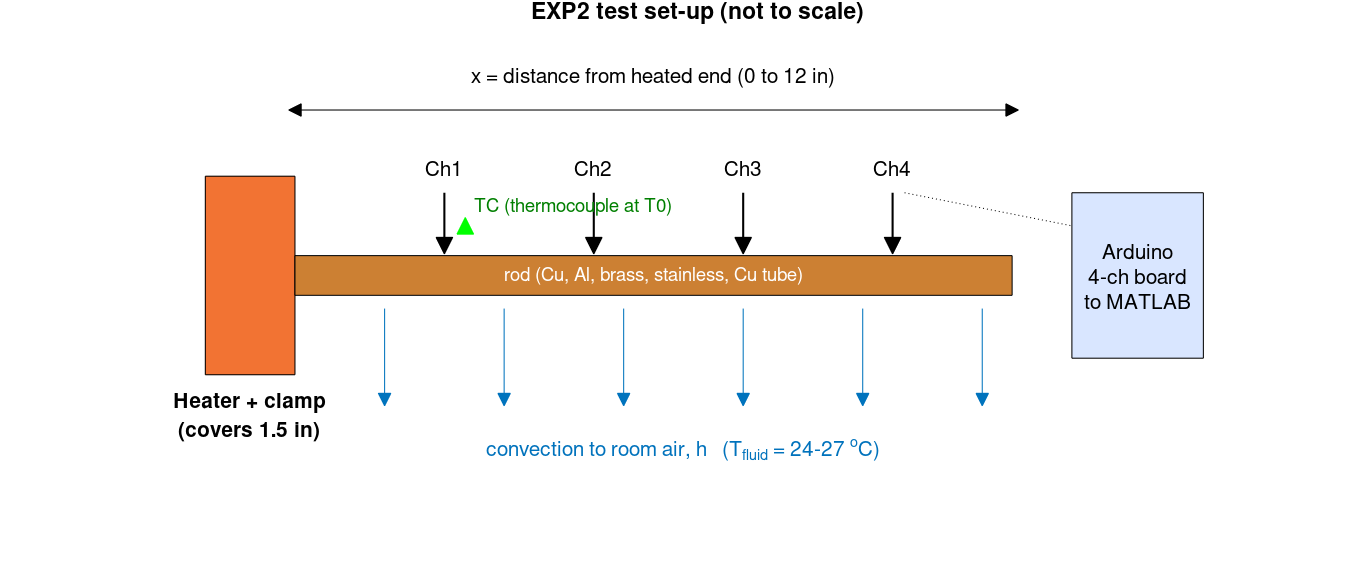 EXP2 test set-up (not to scale)
x = distance from heated end (0 to 12 in)
Ch1
Ch2
Ch3
Ch4
TC (thermocouple at T0)
rod (Cu, Al, brass, stainless, Cu tube)
Arduino
4-ch board
to MATLAB
Heater + clamp
(covers 1.5 in)
convection to room air, h (T_fluid = 24-27 °C)